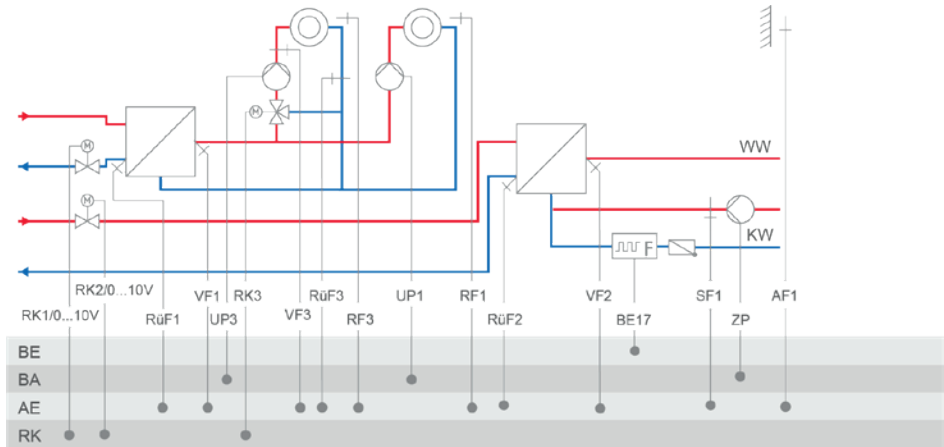 M
M
M
WW
F
KW
RK2/0...10V
VF1
RK3
RüF3
UP1
RF1
VF2
SF1
AF1
RK1/0...10V
RüF1
UP3
VF3
RF3
RüF2
BE17
ZP
BE
BA
AE
RK